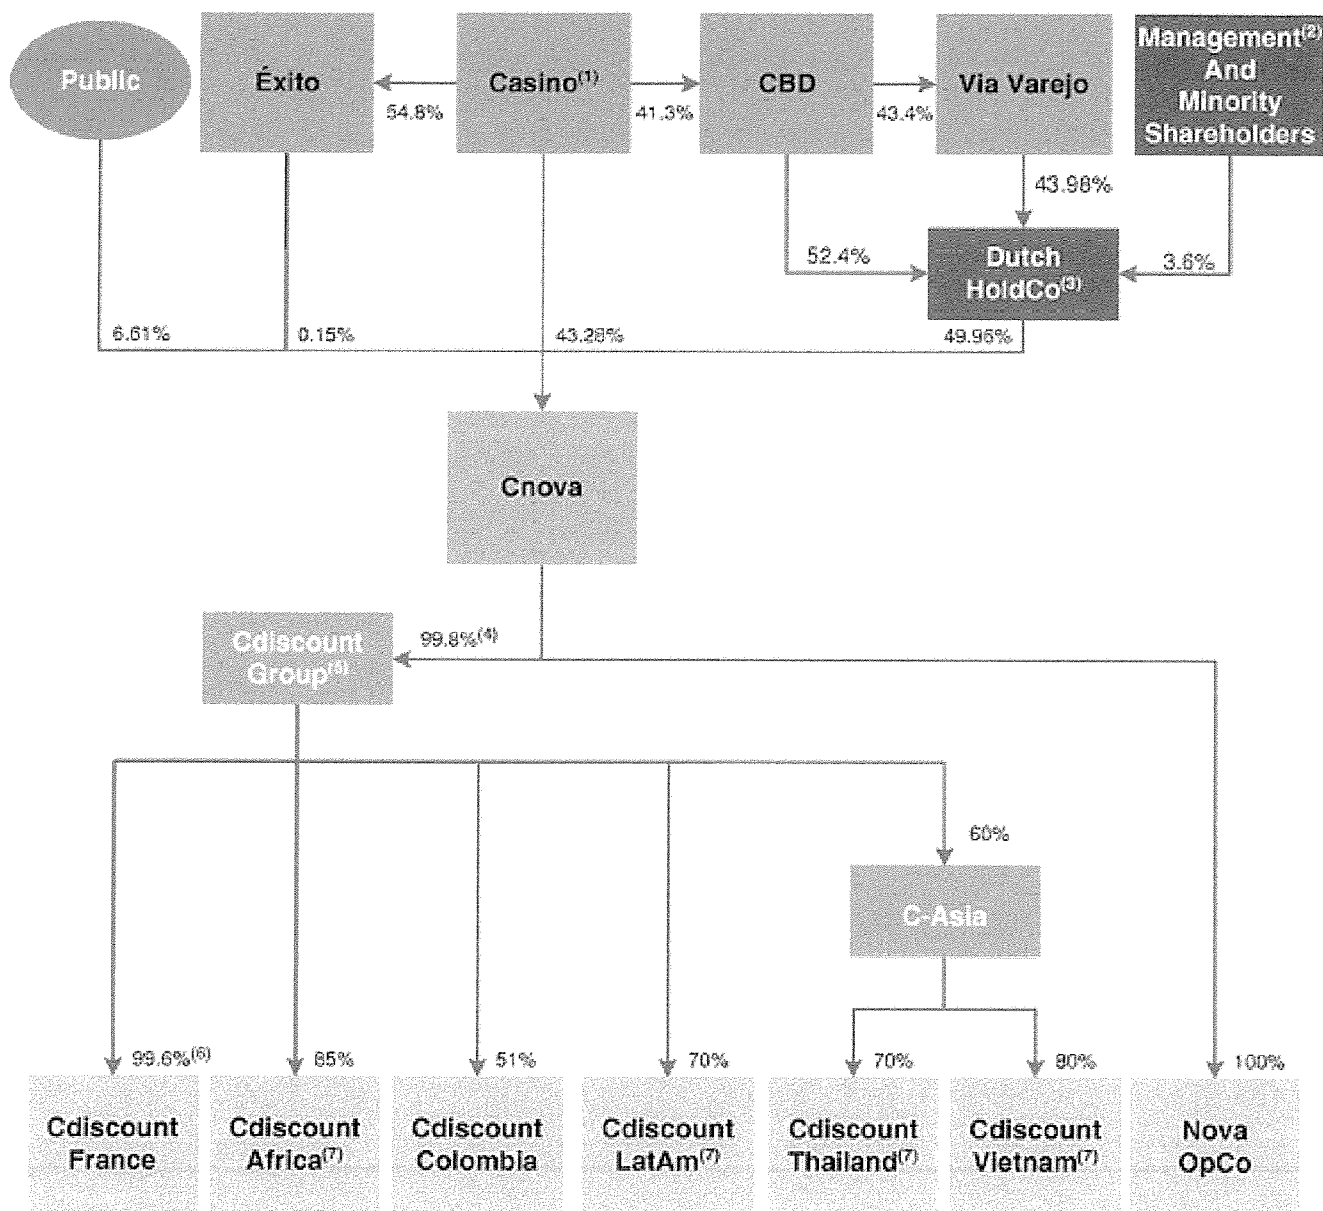 Public
Éxito
Casino(1)
CBD
Via Varejo
Management(2)
And
Minority
Shareholders
54.8%
41.3%
43.4%
43.98%
52.4%
Dutch
HoldCo(3)
3.6%
6.61%
0.15%
43.28%
49.96%
Cnova
Cdiscount
Group(5)
99.8%(4)
60%
C-Asia
99.6%(6)
85%
51%
70%
70%
80%
100%
Cdiscount
France
Cdiscount
Africa(7)
Cdiscount
Colombia
Cdiscount
LatAm(7)
Cdiscount
Thailand(7)
Cdiscount
Vietnam(7)
Nova
OpCo